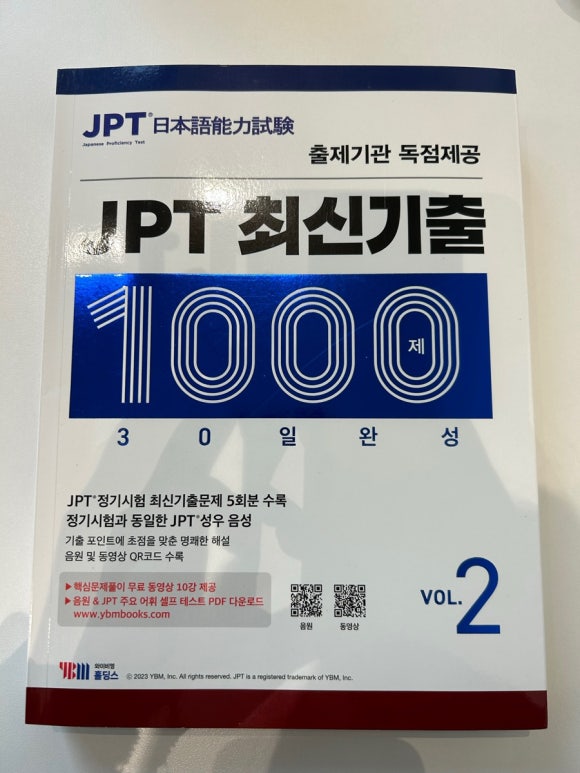 JPT® 日本語能力試験
Japanese Proficiency Test
출제기관 독점제공
JPT 최신기출
1000제
30일완성
JPT®정기시험 최신기출문제 5회분 수록
정기시험과 동일한 JPT®성우 음성
기출 포인트에 초점을 맞춘 명쾌한 해설
음원 및 동영상 QR코드 수록
▶핵심문제풀이 무료 동영상 10강 제공
▶음원 & JPT 주요 어휘 셀프 테스트 PDF 다운로드
www.ybmbooks.com
음원
동영상
VOL.2
YBM 와이비엠 홀딩스
© 2023 YBM, Inc. All rights reserved. JPT is a registered trademark of YBM, Inc.